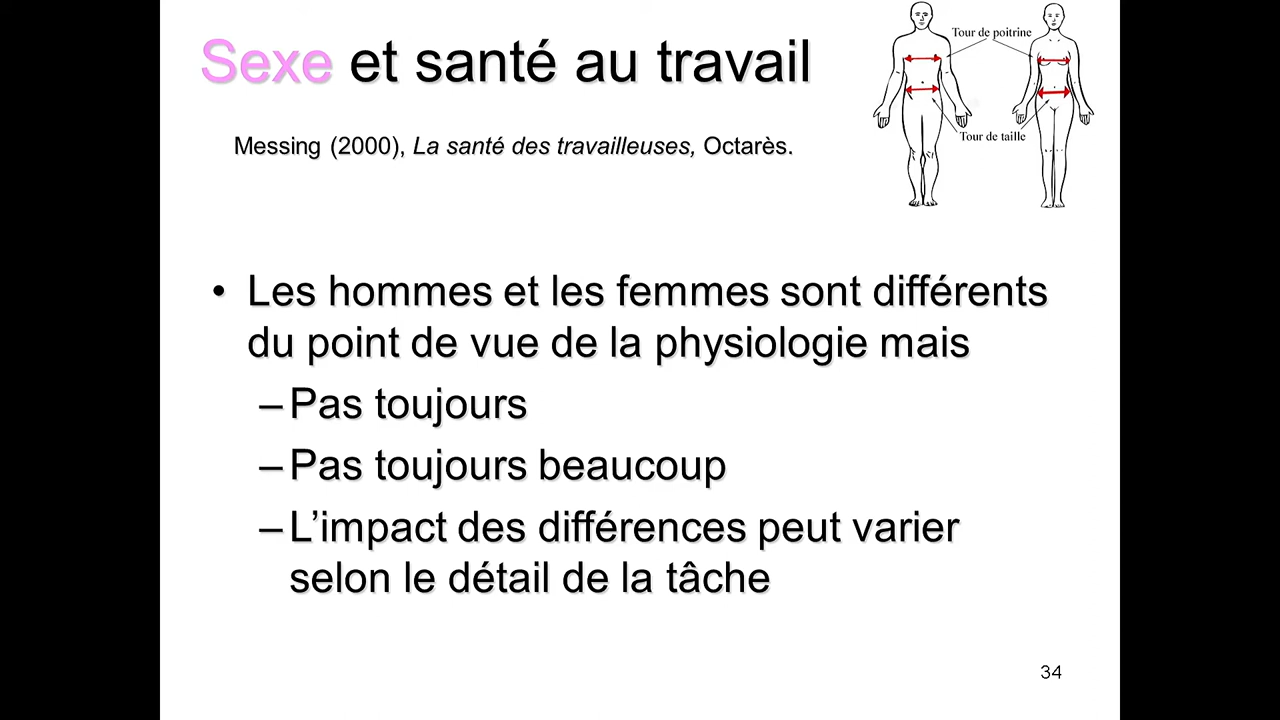 Sexe et santé au travail
Tour de poitrine
Tour de taille
Messing (2000), La santé des travailleuses, Octarès.
• Les hommes et les femmes sont différents
du point de vue de la physiologie mais
– Pas toujours
– Pas toujours beaucoup
– L’impact des différences peut varier
selon le détail de la tâche
34